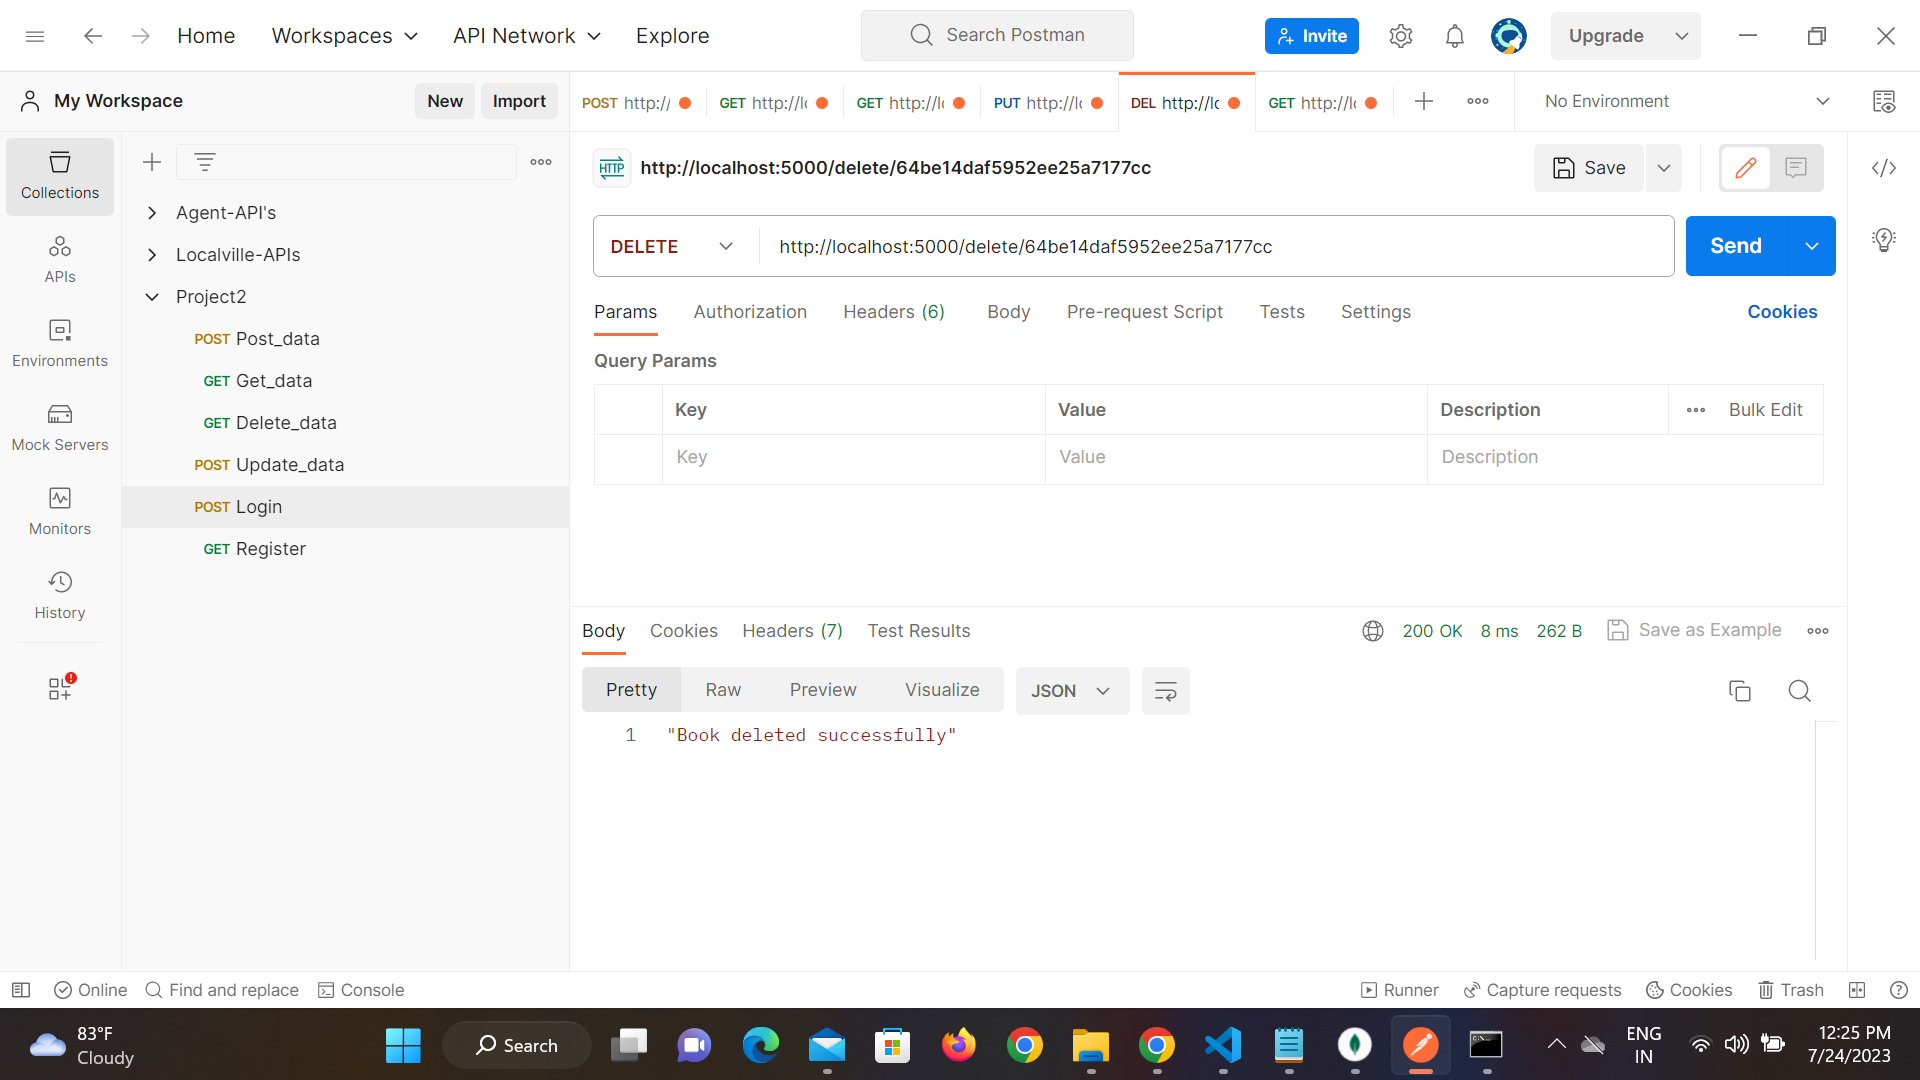 Home Workspaces API Network Explore Search Postman Invite Upgrade
My Workspace New Import
POST http:// GET http://l GET http://l PUT http://l DEL http://l GET http://l No Environment
Collections
APIs
Environments
Mock Servers
Monitors
History
Agent-API's
Localville-APIs
Project2
POST Post_data
GET Get_data
GET Delete_data
POST Update_data
POST Login
GET Register
HTTP http://localhost:5000/delete/64be14daf5952ee25a7177cc Save
DELETE http://localhost:5000/delete/64be14daf5952ee25a7177cc Send
Params Authorization Headers (6) Body Pre-request Script Tests Settings Cookies
Query Params
Key Value Description Bulk Edit
Key Value Description
Body Cookies Headers (7) Test Results 200 OK 8 ms 262 B Save as Example
Pretty Raw Preview Visualize JSON
1 "Book deleted successfully"
Online Find and replace Console Runner Capture requests Cookies Trash
83°F
Cloudy
Search
ENG
IN
12:25 PM
7/24/2023